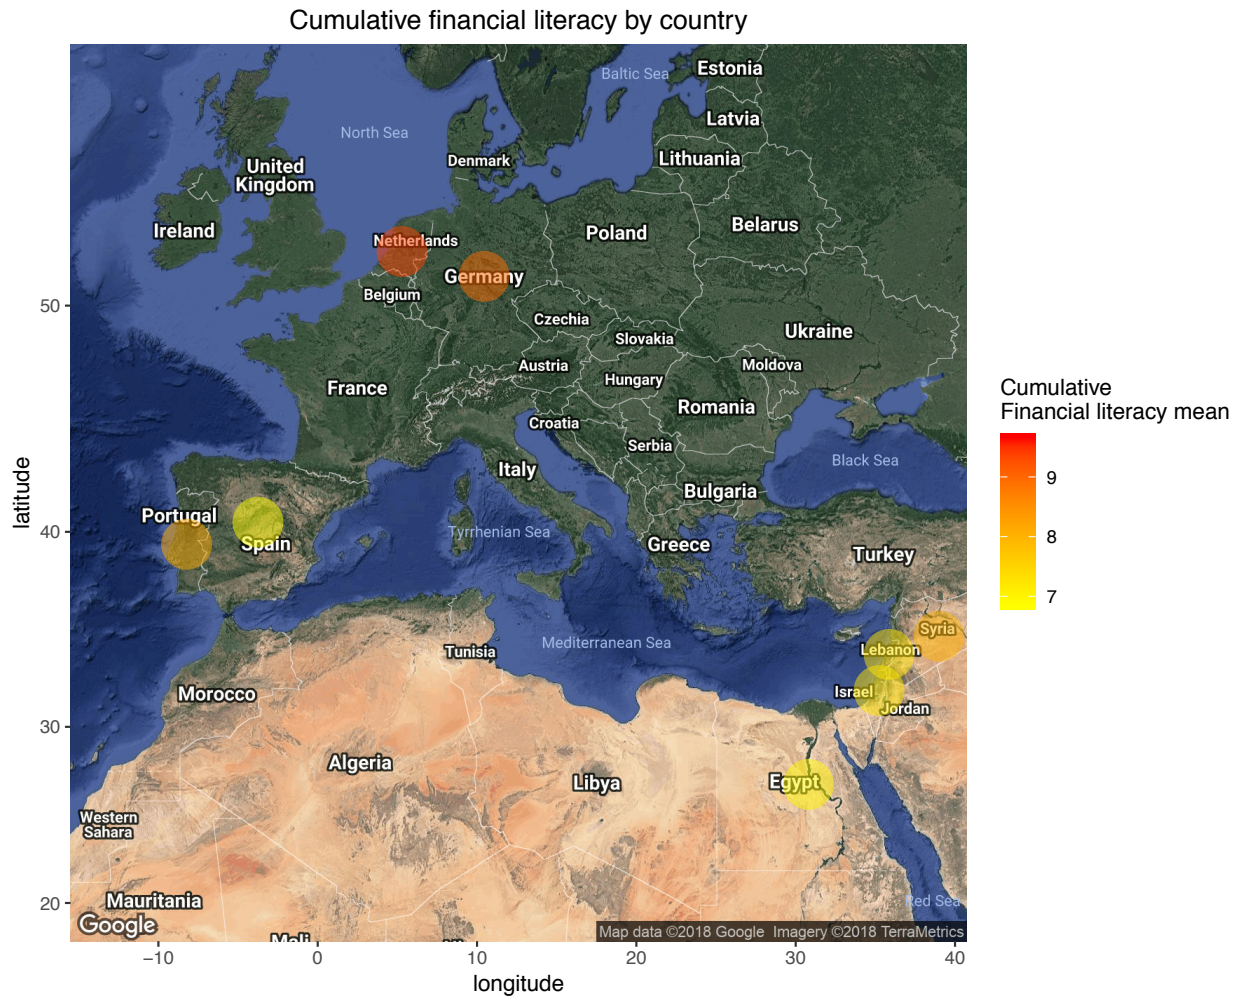 Cumulative financial literacy by country
Baltic Sea
Estonia
Latvia
North Sea
Denmark
Lithuania
United
Kingdom
Ireland
Netherlands
Poland
Belarus
Germany
Belgium
50
Czechia
Ukraine
Slovakia
Austria
Moldova
Hungary
France
Romania
Croatia
Serbia
Black Sea
Italy
Bulgaria
Portugal
40
Spain
Tyrrhenian Sea
Greece
Turkey
Syria
Mediterranean Sea
Lebanon
Tunisia
Israel
Morocco
Jordan
30
Algeria
Libya
Egypt
Western
Sahara
Mauritania
20
Red Sea
Google
Map data ©2018 Google Imagery ©2018 TerraMetrics
Mali
−10
0
10
20
30
40
longitude
latitude
Cumulative
Financial literacy mean
9
8
7